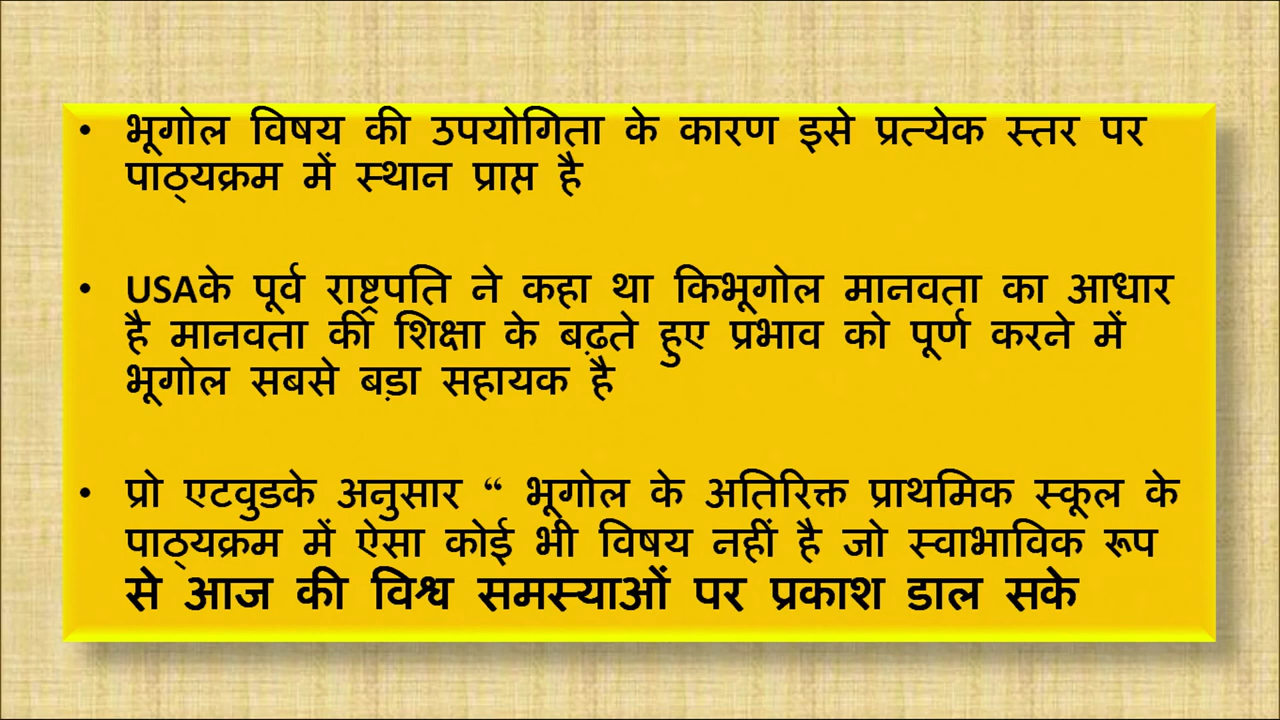 • भूगोल विषय की उपयोगिता के कारण इसे प्रत्येक स्तर पर
पाठ्यक्रम में स्थान प्राप्त है
• USAके पूर्व राष्ट्रपति ने कहा था किभूगोल मानवता का आधार
है मानवता की शिक्षा के बढ़ते हुए प्रभाव को पूर्ण करने में
भूगोल सबसे बड़ा सहायक है
• प्रो एटवुडके अनुसार “ भूगोल के अतिरिक्त प्राथमिक स्कूल के
पाठ्यक्रम में ऐसा कोई भी विषय नहीं है जो स्वाभाविक रूप
से आज की विश्व समस्याओं पर प्रकाश डाल सके